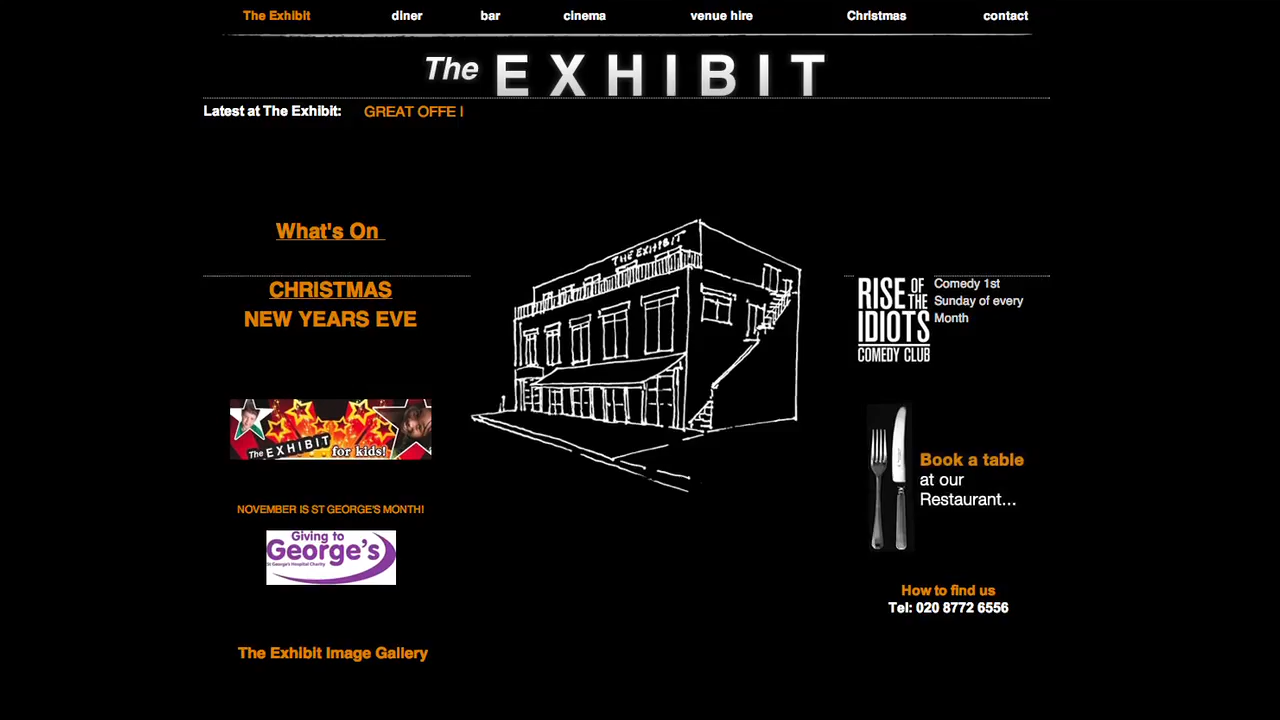 The Exhibit diner bar cinema venue hire Christmas contact
The EXHIBIT
Latest at The Exhibit: GREAT OFFE I
What's On
CHRISTMAS
NEW YEARS EVE
The EXHIBIT for kids!
NOVEMBER IS ST GEORGE'S MONTH!
Giving to
George's
St George's Hospital Charity
The Exhibit Image Gallery
THE EXHIBIT
RISE OF THE
IDIOTS
COMEDY CLUB
Comedy 1st
Sunday of every
Month
Book a table
at our
Restaurant...
How to find us
Tel: 020 8772 6556